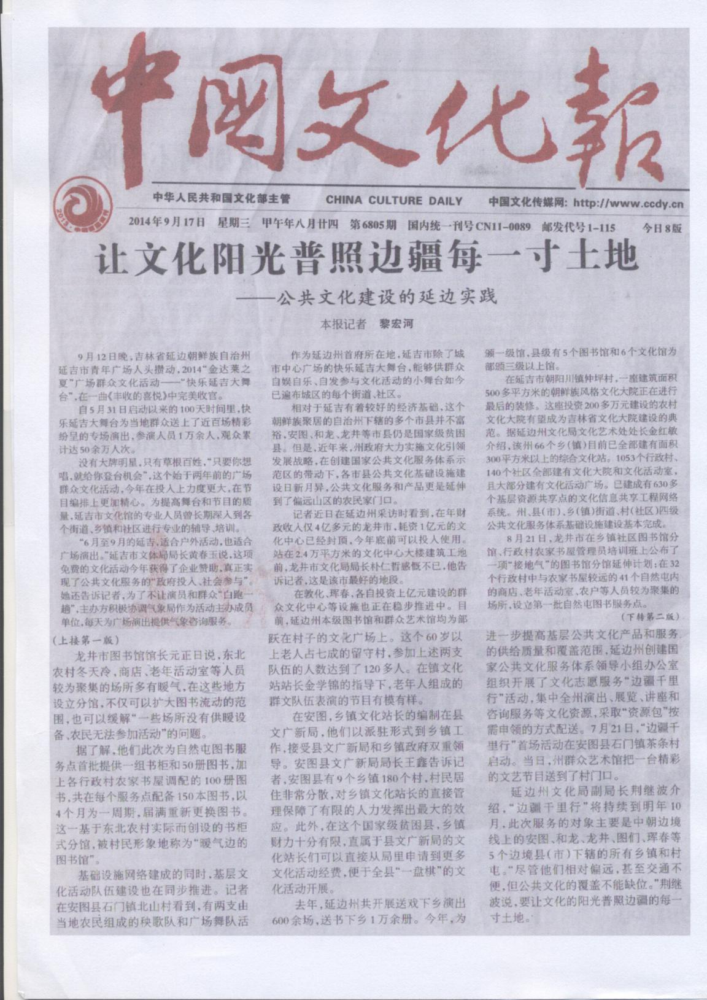 中國文化報
中华人民共和国文化部主管 CHINA CULTURE DAILY 中国文化传媒网: http://www.ccdy.cn
2014年9月17日 星期三 甲午年八月廿四 第6805期 国内统一刊号CN11-0089 邮发代号1-115 今日8版
让文化阳光普照边疆每一寸土地
——公共文化建设的延边实践
本报记者 黎宏河
9月12日晚,吉林省延边朝鲜族自治州
延吉市青年广场人头攒动,2014“金达莱之
夏”广场群众文化活动——“快乐延吉大舞
台”,在一曲《丰收的喜悦》中完美收官。
自5月31日启动以来的100天时间里,快
乐延吉大舞台为当地群众送上了近百场精彩
纷呈的专场演出,参演人员1万余人,观众累
计达50余万人次。
没有大牌明星,只有草根百姓,“只要你想
唱,就给你登台机会”,这个始于两年前的广场
群众文化活动,今年在投入上力度更大,在节
目编排上更加精心。为提高舞台和节目的质
量,延吉市文化馆的专业人员曾长期深入到各
个街道、乡镇和社区进行专业的辅导、培训。
“6月至9月的延吉,适合户外活动,也适合
广场演出。”延吉市文体局局长黄春玉说,这项
免费的文化活动今年获得了企业赞助,真正实
现了公共文化服务的“政府投入、社会参与”。
她还告诉记者,为了不让演员和群众“白跑一
趟”,主办方积极协调气象局作为活动主办成员
单位,每天为广场演出提供气象咨询服务。
作为延边州首府所在地,延吉市除了城
市中心广场的快乐延吉大舞台,能够供群众
自娱自乐、自发参与文化活动的小舞台如今
已遍布城区的每个街道、社区。
相对于延吉有着较好的经济基础,这个
朝鲜族聚居的自治州下辖的多个市县并不富
裕,安图、和龙、龙井等市县仍是国家级贫困
县。但是,近年来,州政府大力实施文化引领
发展战略,在创建国家公共文化服务体系示
范区的带动下,各市县公共文化基础设施建
设日新月异,公共文化服务和产品更是延伸
到了偏远山区的农民家门口。
记者近日在延边州采访时看到,在年财
政收入仅4亿多元的龙井市,耗资1亿元的文
化中心已经封顶,今年底前可以投入使用。
站在2.4万平方米的文化中心大楼建筑工地
前,龙井市文化局局长朴仁哲感慨不已,他告
诉记者,这是该市最好的地段。
在敦化、珲春,各自投资上亿元建设的群
众文化中心等设施也正在稳步推进中。目
前,延边州本级图书馆和群众艺术馆均为部
颁一级馆,县级有5个图书馆和6个文化馆为
部颁三级以上馆。
在延吉市朝阳川镇仲坪村,一座建筑面积
500多平方米的朝鲜族风格文化大院正在进行
最后的装修。这座投资200多万元建设的农村
文化大院有望成为吉林省文化大院建设的典
范。据延边州文化局文化艺术处处长金红敏
介绍,该州66个乡(镇)目前已全部建有面积
300平方米以上的综合文化站。1053个行政村、
140个社区全部建有文化大院和文化活动室,
且大部分建有文化活动广场。已建成有630多
个基层资源共享点的文化信息共享工程网络
系统。州、县(市)、乡(镇)街道、村(社区)四级
公共文化服务体系基础设施建设基本完成。
8月21日,龙井市在乡镇社区图书馆分
馆、行政村农家书屋管理员培训班上公布了
一项“接地气”的图书馆分馆延伸计划:在32
个行政村中与农家书屋较远的41个自然屯内
的商店、老年活动室、农户等人员较为聚集的
场所,设立第一批自然屯图书服务点。
(下转第二版)
(上接第一版)
龙井市图书馆馆长元正日说,东北
农村冬天冷,商店、老年活动室等人员
较为聚集的场所多有暖气,在这些地方
设立分馆,不仅可以扩大图书流动的范
围,也可以缓解“一些场所没有供暖设
备、农民无法参加活动”的问题。
据了解,他们此次为自然屯图书服
务点首批提供一组书柜和50册图书,加
上各行政村农家书屋调配的100册图
书,共在每个服务点配备150本图书,以
4个月为一周期,届满重新更换图书。
这一基于东北农村实际而创设的书柜
式分馆,被村民形象地称为“暖气边的
图书馆”。
基础设施网络建成的同时,基层文
化活动队伍建设也在同步推进。记者
在安图县石门镇北山村看到,有两支由
当地农民组成的秧歌队和广场舞队活
跃在村子的文化广场上。这个60岁以
上老人占七成的留守村,参加上述两支
队伍的人数达到了120多人。在镇文化
站站长金学锦的指导下,老年人组成的
群文队伍表演的节目有模有样。
在安图,乡镇文化站长的编制在县
文广新局,他们以派驻形式到乡镇工
作,接受县文广新局和乡镇政府双重领
导。安图县文广新局局长王鑫告诉记
者,安图县有9个乡镇180个村,村民居
住非常分散,对乡镇文化站长的直接管
理保障了有限的人力发挥出最大的效
应。此外,在这个国家级贫困县,乡镇
财力十分有限,直属于县文广新局的文
化站长们可以直接从局里申请到更多
文化活动经费,便于全县“一盘棋”的文
化活动开展。
去年,延边州共开展送戏下乡演出
600余场,送书下乡1万余册。今年,为
进一步提高基层公共文化产品和服务
的供给质量和覆盖范围,延边州创建国
家公共文化服务体系领导小组办公室
组织开展了文化志愿服务“边疆千里
行”活动,集中全州演出、展览、讲座和
咨询服务等文化资源,采取“资源包”按
需申领的方式配送。7月21日,“边疆千
里行”首场活动在安图县石门镇茶条村
启动。当日,州群众艺术馆把一台精彩
的文艺节目送到了村门口。
延边州文化局副局长荆继波介
绍,“边疆千里行”将持续到明年10
月,此次服务的对象主要是中朝边境
线上的安图、和龙、龙井、图们、珲春等
5个边境县(市)下辖的所有乡镇和村
屯。“尽管他们相对偏远,甚至交通不
便,但公共文化的覆盖不能缺位。”荆继
波说,要让文化的阳光普照边疆的每一
寸土地。